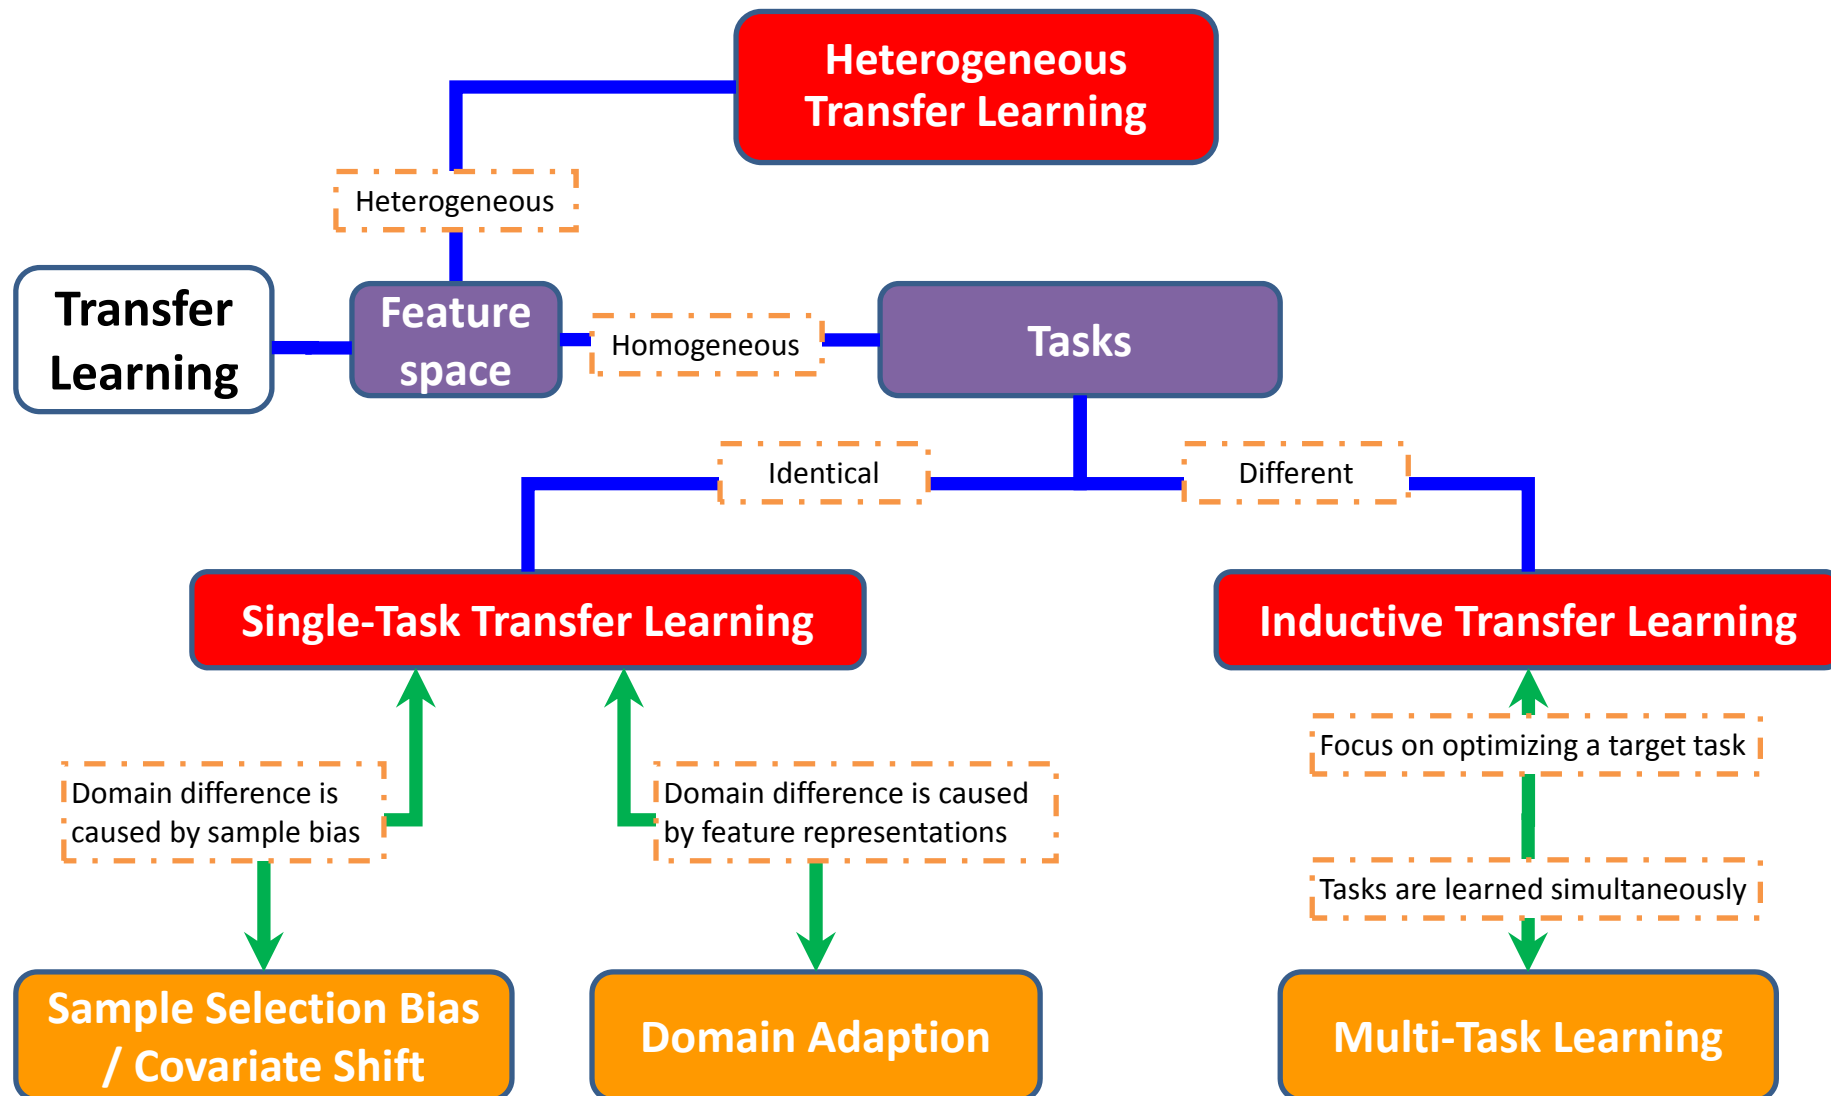 Heterogeneous
Transfer Learning
Heterogeneous
Transfer
Learning
Feature
space
Homogeneous
Tasks
Identical
Different
Single-Task Transfer Learning
Inductive Transfer Learning
Domain difference is
caused by sample bias
Domain difference is caused
by feature representations
Focus on optimizing a target task
Tasks are learned simultaneously
Sample Selection Bias
/ Covariate Shift
Domain Adaption
Multi-Task Learning